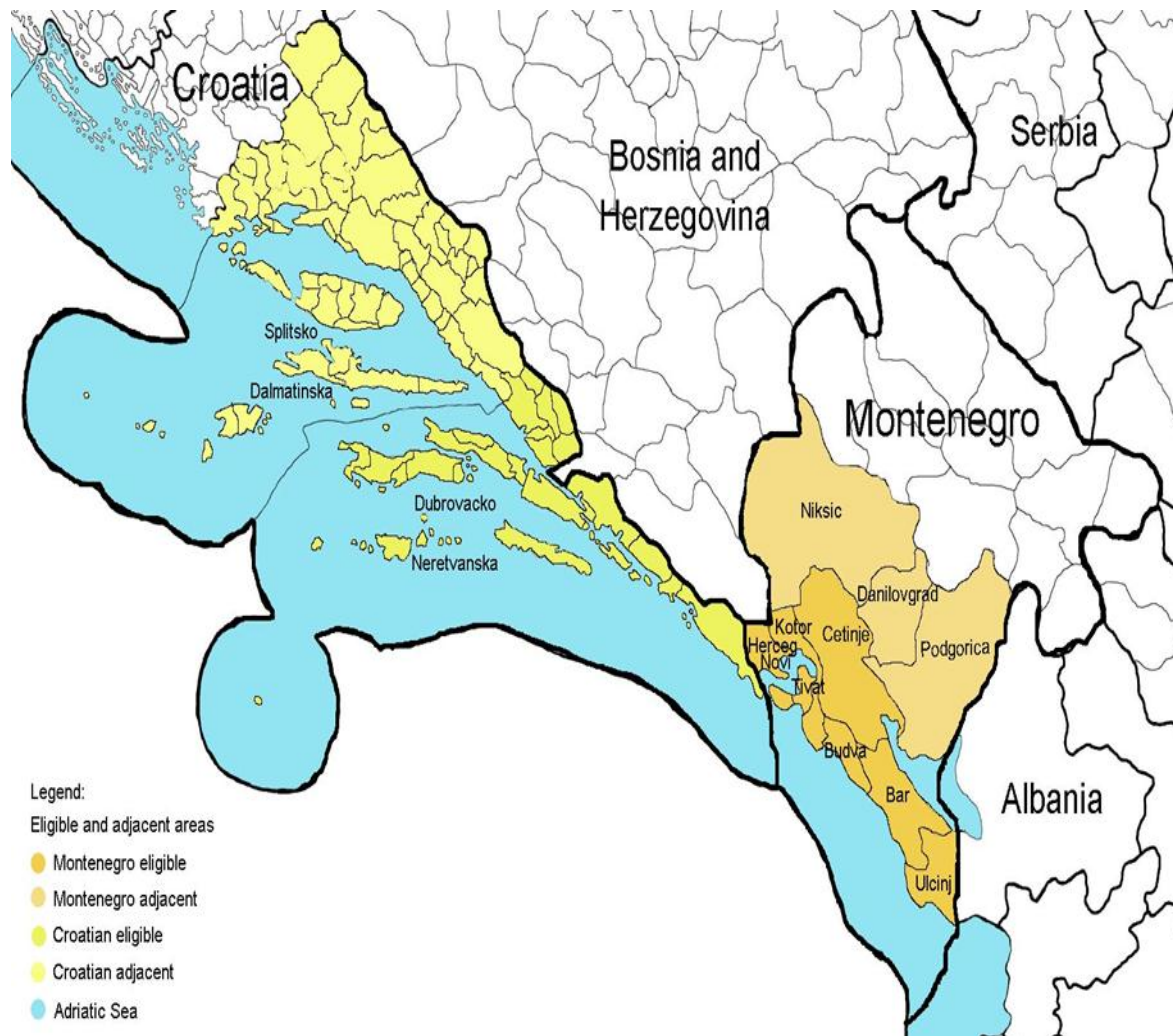 Croatia
Bosnia and
Herzegovina
Serbia
Splitsko
Dalmatinska
Montenegro
Dubrovacko
Neretvanska
Niksic
Danilovgrad
Kotor
Cetinje
Herceg
Novi
Podgorica
Tivat
Budva
Bar
Albania
Ulcinj
Legend:
Eligible and adjacent areas
Montenegro eligible
Montenegro adjacent
Croatian eligible
Croatian adjacent
Adriatic Sea